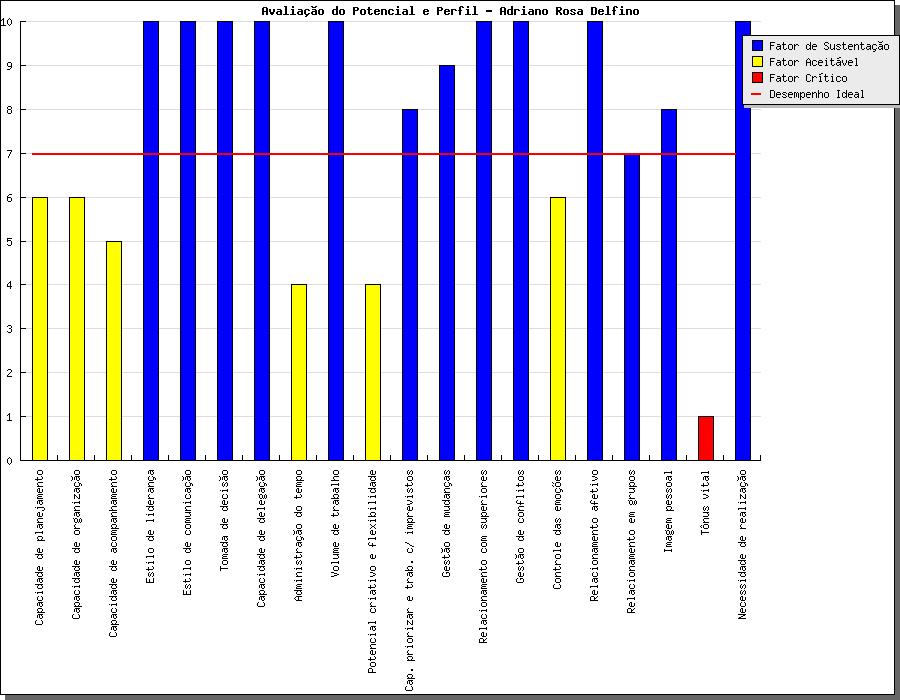 Avaliação do Potencial e Perfil - Adriano Rosa Delfino
10
9
8
7
6
5
4
3
2
1
0
Fator de Sustentação
Fator Aceitável
Fator Crítico
Desempenho Ideal
Capacidade de planejamento
Capacidade de organização
Capacidade de acompanhamento
Estilo de liderança
Estilo de comunicação
Tomada de decisão
Capacidade de delegação
Administração do tempo
Volume de trabalho
Potencial criativo e flexibilidade
Cap. priorizar e trab. c/ imprevistos
Gestão de mudanças
Relacionamento com superiores
Gestão de conflitos
Controle das emoções
Relacionamento afetivo
Relacionamento em grupos
Imagem pessoal
Tônus vital
Necessidade de realização